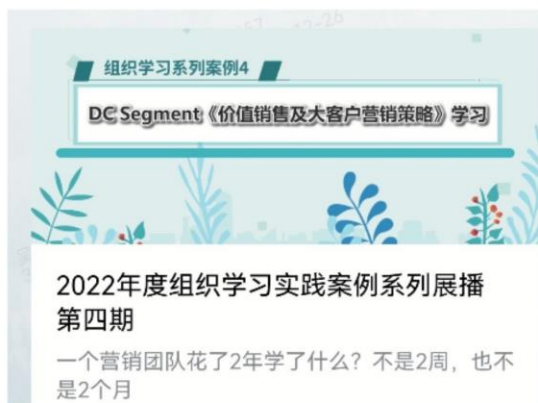 组织学习系列案例4
DC Segment《价值销售及大客户营销策略》学习
2022年度组织学习实践案例系列展播
第四期
一个营销团队花了2年学了什么？不是2周，也不
是2个月